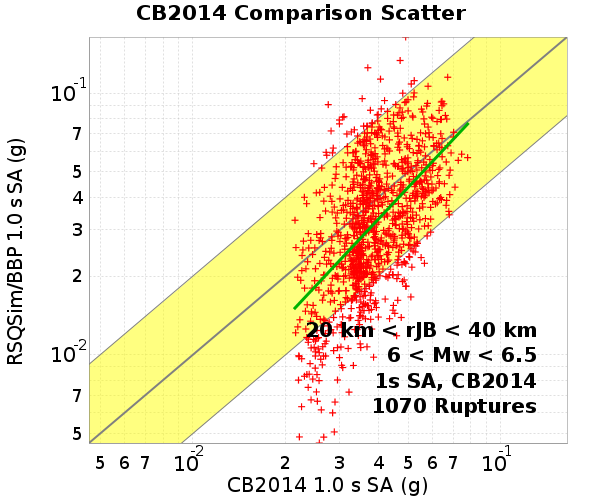 CB2014 Comparison Scatter
RSQSim/BBP 1.0 s SA (g)
10-1
7
5
4
3
2
10-2
7
5
20 km < rJB < 40 km
6 < Mw < 6.5
1s SA, CB2014
1070 Ruptures
5 6 7 10-2 2 3 4 5 6 7 10-1
CB2014 1.0 s SA (g)